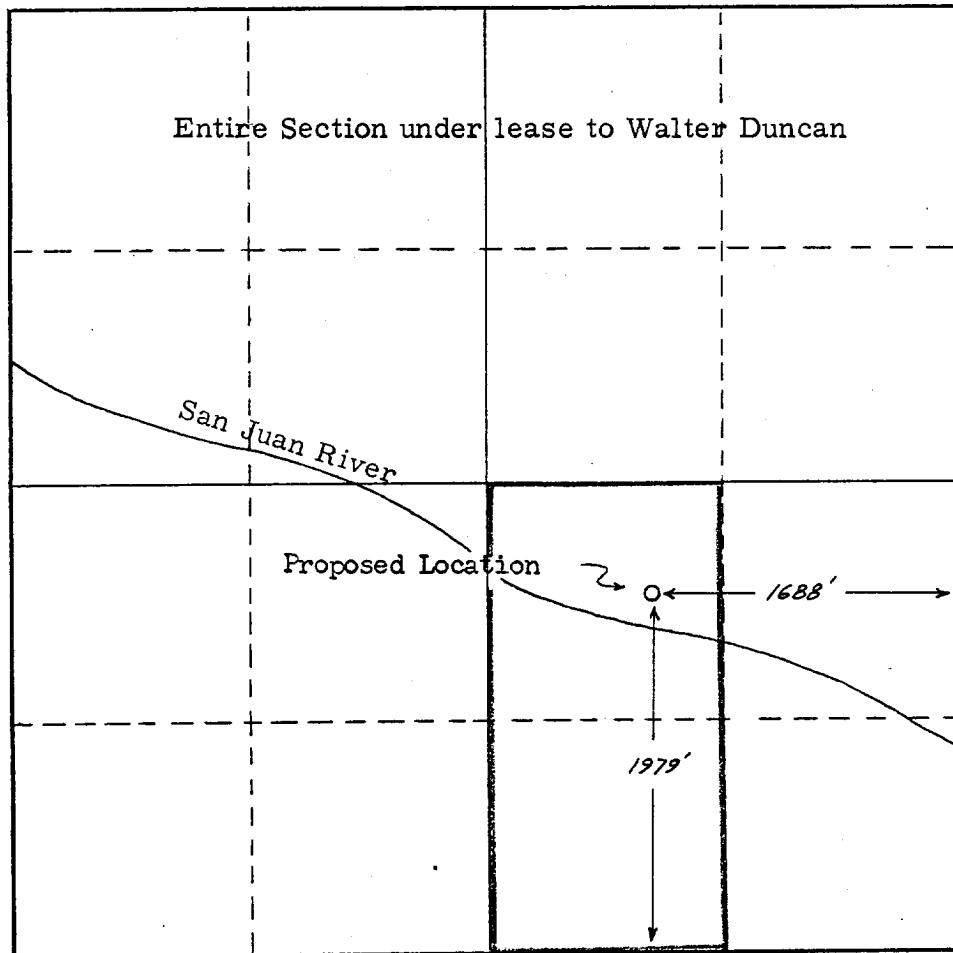 Entire Section under lease to Walter Duncan
San Juan River
Proposed Location
1688'
1979'